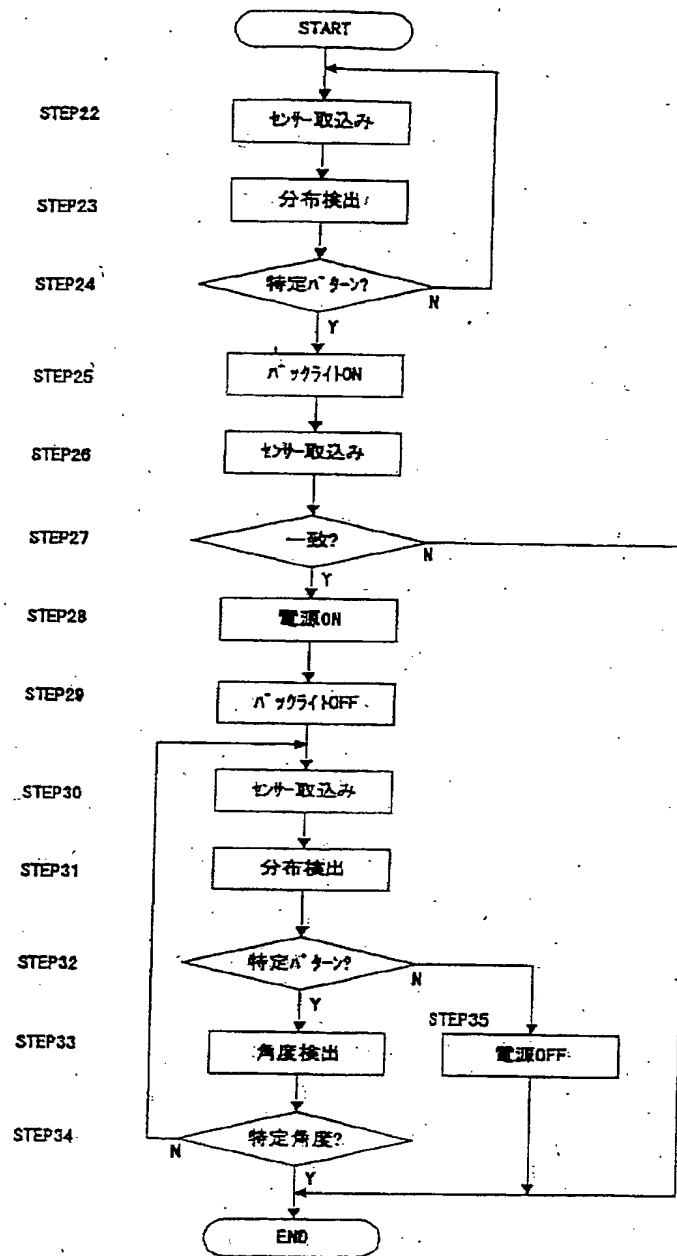 START
STEP22
センサー取込み
STEP23
分布検出
STEP24
特定パターン?
N
Y
STEP25
バックライトON
STEP26
センサー取込み
STEP27
一致?
N
Y
STEP28
電源ON
STEP29
バックライトOFF
STEP30
センサー取込み
STEP31
分布検出
STEP32
特定パターン?
N
Y
STEP33
角度検出
STEP35
電源OFF
STEP34
特定角度?
N
Y
END